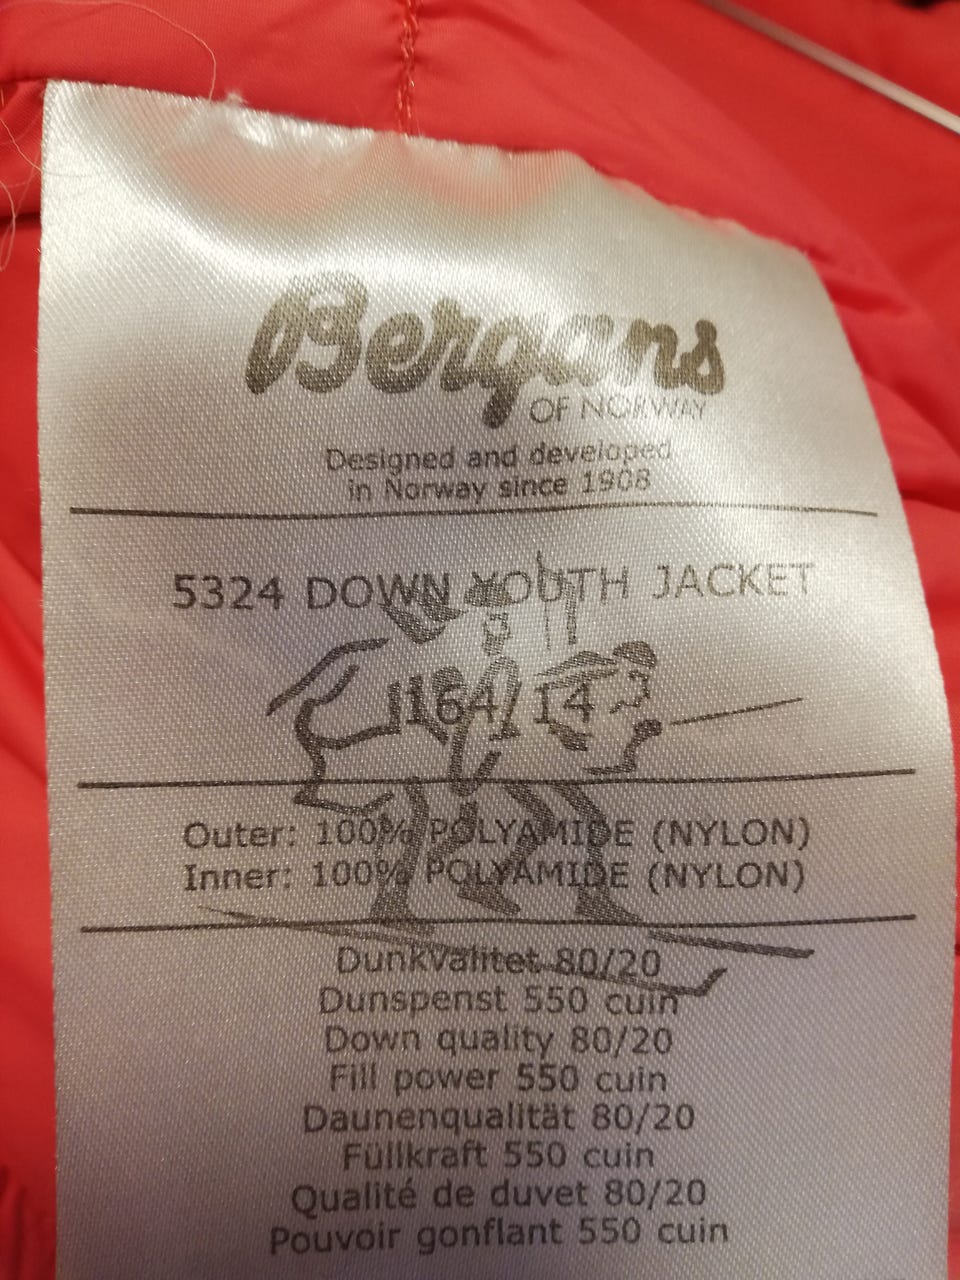 Bergans
OF NORWAY
Designed and developed
in Norway since 1908
5324 DOWN YOUTH JACKET
164/14
Outer: 100% POLYAMIDE (NYLON)
Inner: 100% POLYAMIDE (NYLON)
Dunkvalitet 80/20
Dunspenst 550 cuin
Down quality 80/20
Fill power 550 cuin
Daunenqualität 80/20
Füllkraft 550 cuin
Qualité de duvet 80/20
Pouvoir gonflant 550 cuin